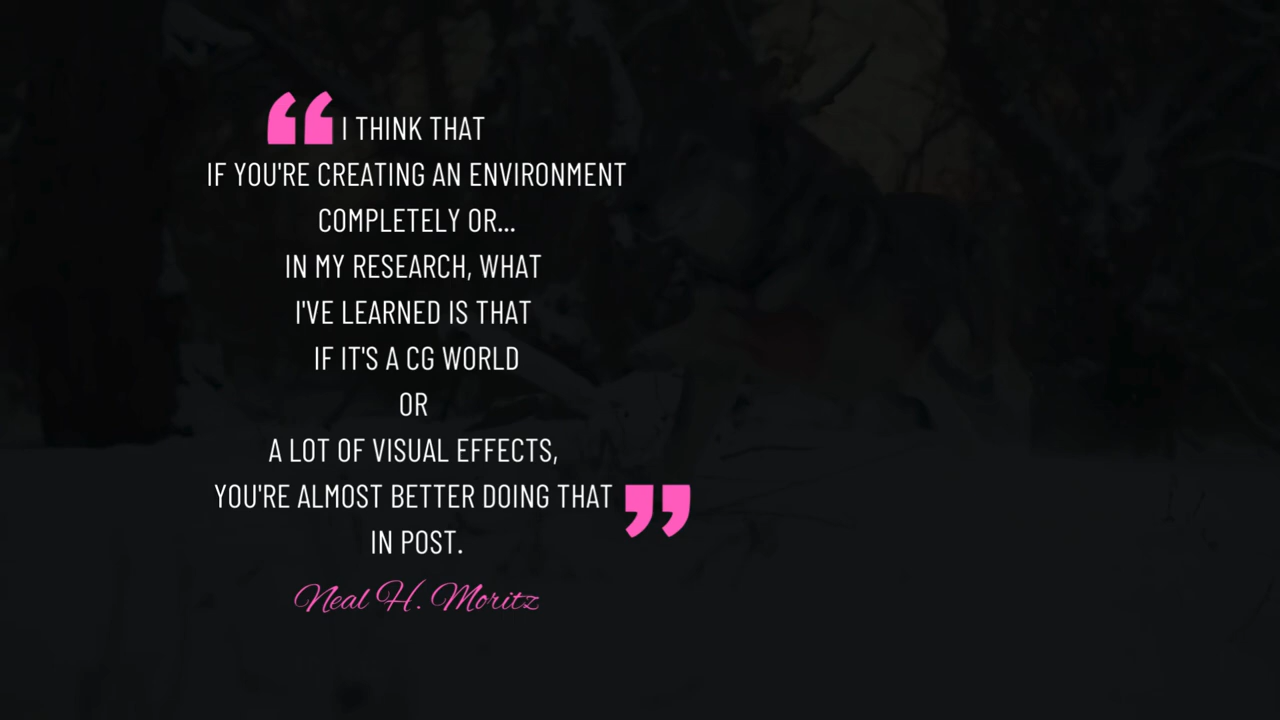 “ I THINK THAT
IF YOU'RE CREATING AN ENVIRONMENT
COMPLETELY OR...
IN MY RESEARCH, WHAT
I'VE LEARNED IS THAT
IF IT'S A CG WORLD
OR
A LOT OF VISUAL EFFECTS,
YOU'RE ALMOST BETTER DOING THAT ”
IN POST.
Neal H. Moritz